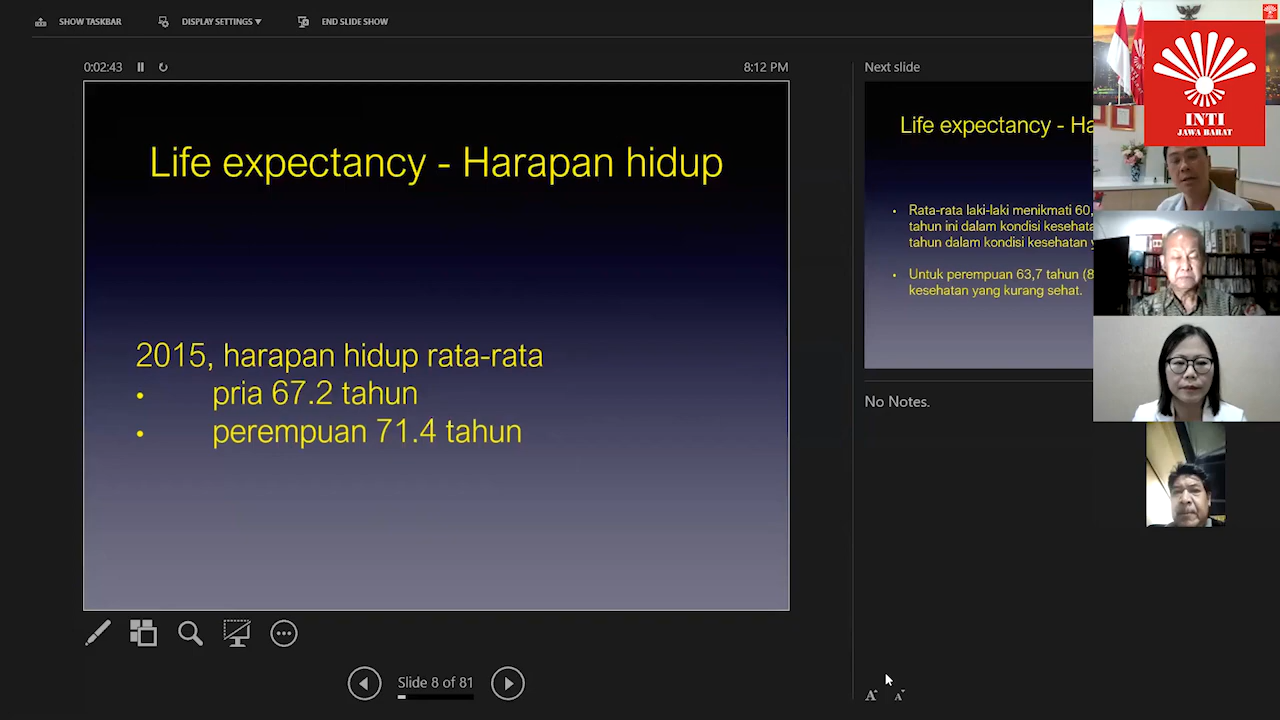 SHOW TASKBAR
DISPLAY SETTINGS ▼
END SLIDE SHOW
0:02:43
8:12 PM
Life expectancy - Harapan hidup
2015, harapan hidup rata-rata
• pria 67.2 tahun
• perempuan 71.4 tahun
Slide 8 of 81
Next slide
Life expectancy - Ha
• Rata-rata laki-laki menikmati 60,
tahun ini dalam kondisi kesehata
tahun dalam kondisi kesehatan y
• Untuk perempuan 63,7 tahun (8
kesehatan yang kurang sehat.
No Notes.
A A
INTI
JAWA BARAT